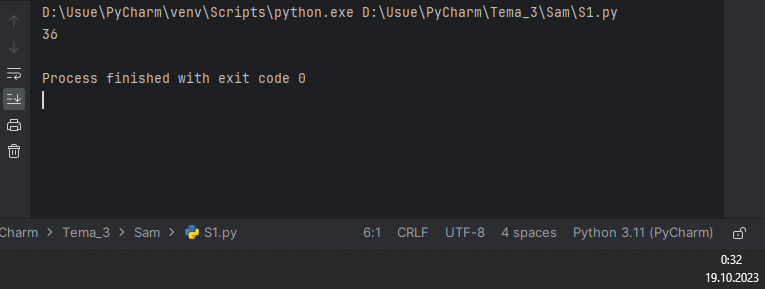 D:\Usue\PyCharm\venv\Scripts\python.exe D:\Usue\PyCharm\Tema_3\Sam\S1.py
36
Process finished with exit code 0
Charm > Tema_3 > Sam > S1.py 6:1 CRLF UTF-8 4 spaces Python 3.11 (PyCharm)
0:32
19.10.2023